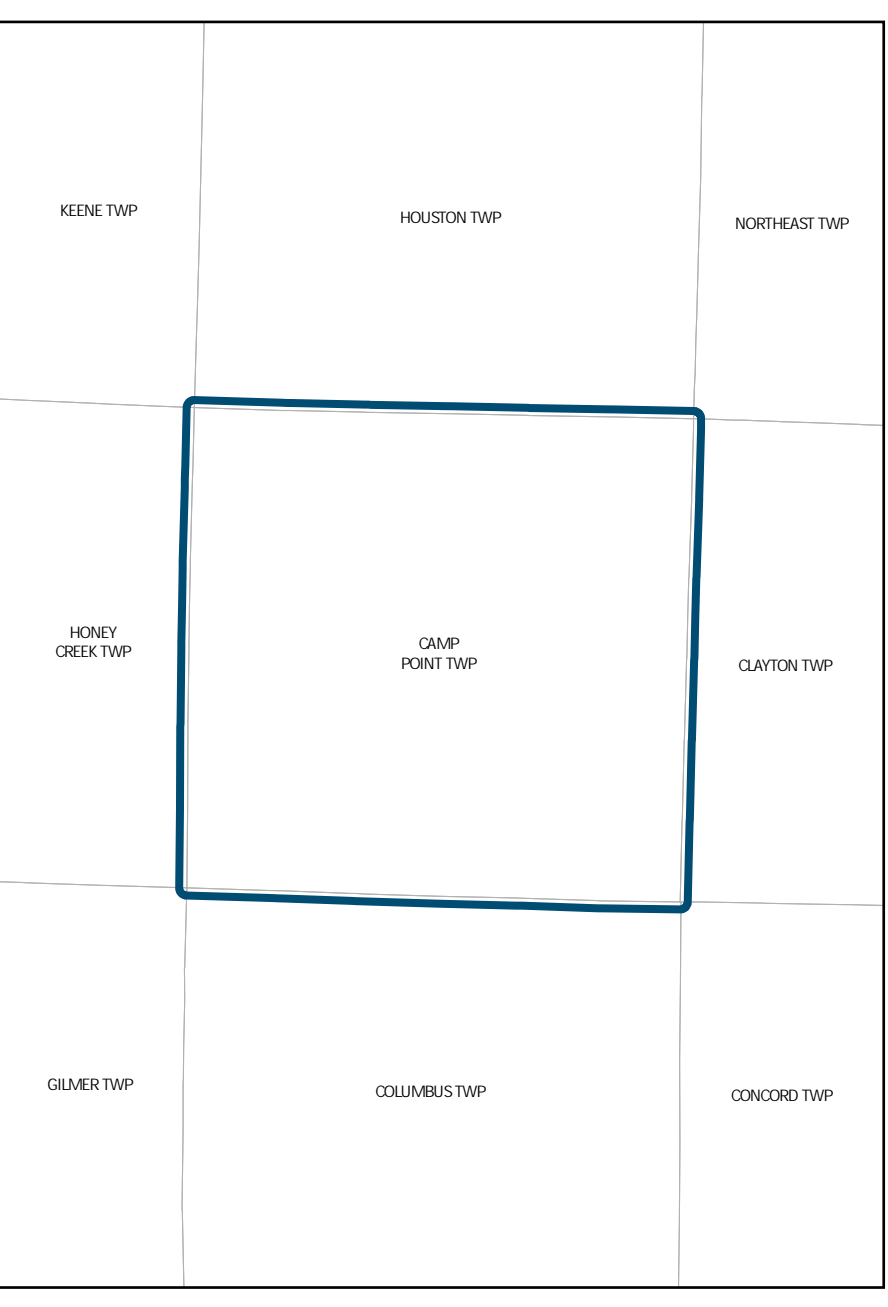 KEENE TWP
HOUSTON TWP
NORTHEAST TWP
HONEY
CREEK TWP
CAMP
POINT TWP
CLAYTON TWP
GILMER TWP
COLUMBUS TWP
CONCORD TWP